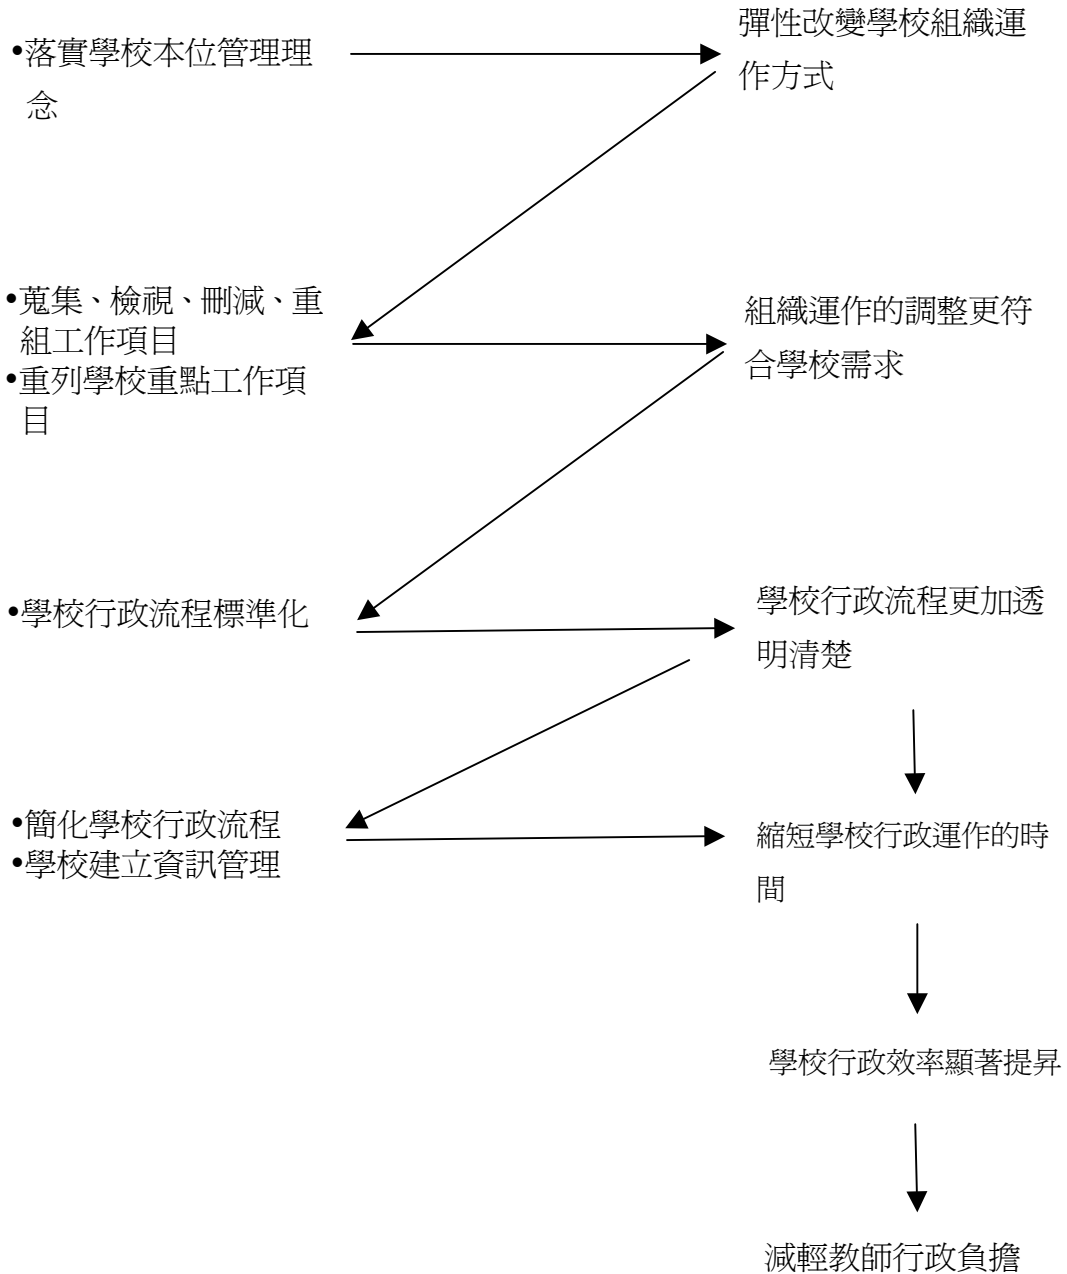 •落實學校本位管理理
念
彈性改變學校組織運
作方式
•蒐集、檢視、刪減、重
組工作項目
•重列學校重點工作項
目
組織運作的調整更符
合學校需求
•學校行政流程標準化
學校行政流程更加透
明清楚
•簡化學校行政流程
•學校建立資訊管理
縮短學校行政運作的時
間
學校行政效率顯著提昇
減輕教師行政負擔